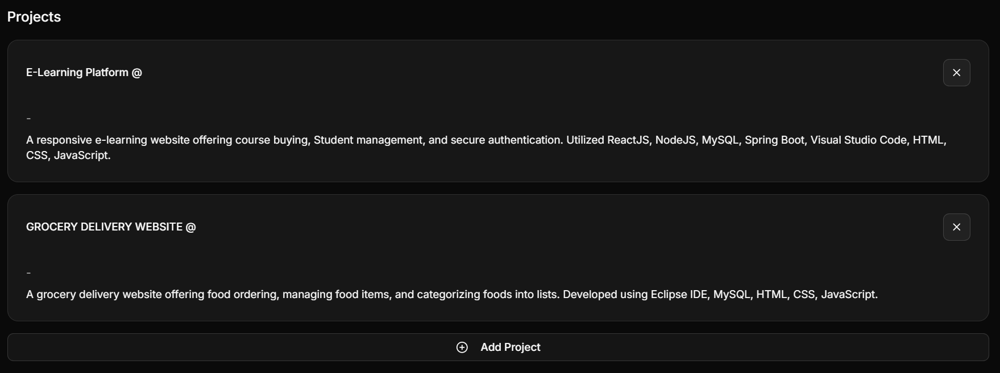 Projects
E-Learning Platform @
-
A responsive e-learning website offering course buying, Student management, and secure authentication. Utilized ReactJS, NodeJS, MySQL, Spring Boot, Visual Studio Code, HTML,
CSS, JavaScript.
GROCERY DELIVERY WEBSITE @
-
A grocery delivery website offering food ordering, managing food items, and categorizing foods into lists. Developed using Eclipse IDE, MySQL, HTML, CSS, JavaScript.
Add Project